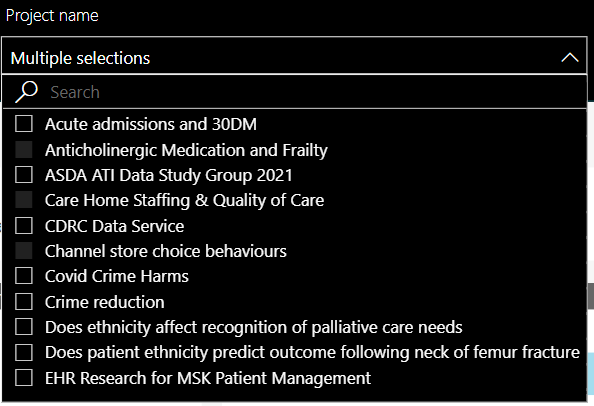 Project name
Multiple selections
Search
Acute admissions and 30DM
Anticholinergic Medication and Frailty
ASDA ATI Data Study Group 2021
Care Home Staffing & Quality of Care
CDRC Data Service
Channel store choice behaviours
Covid Crime Harms
Crime reduction
Does ethnicity affect recognition of palliative care needs
Does patient ethnicity predict outcome following neck of femur fracture
EHR Research for MSK Patient Management